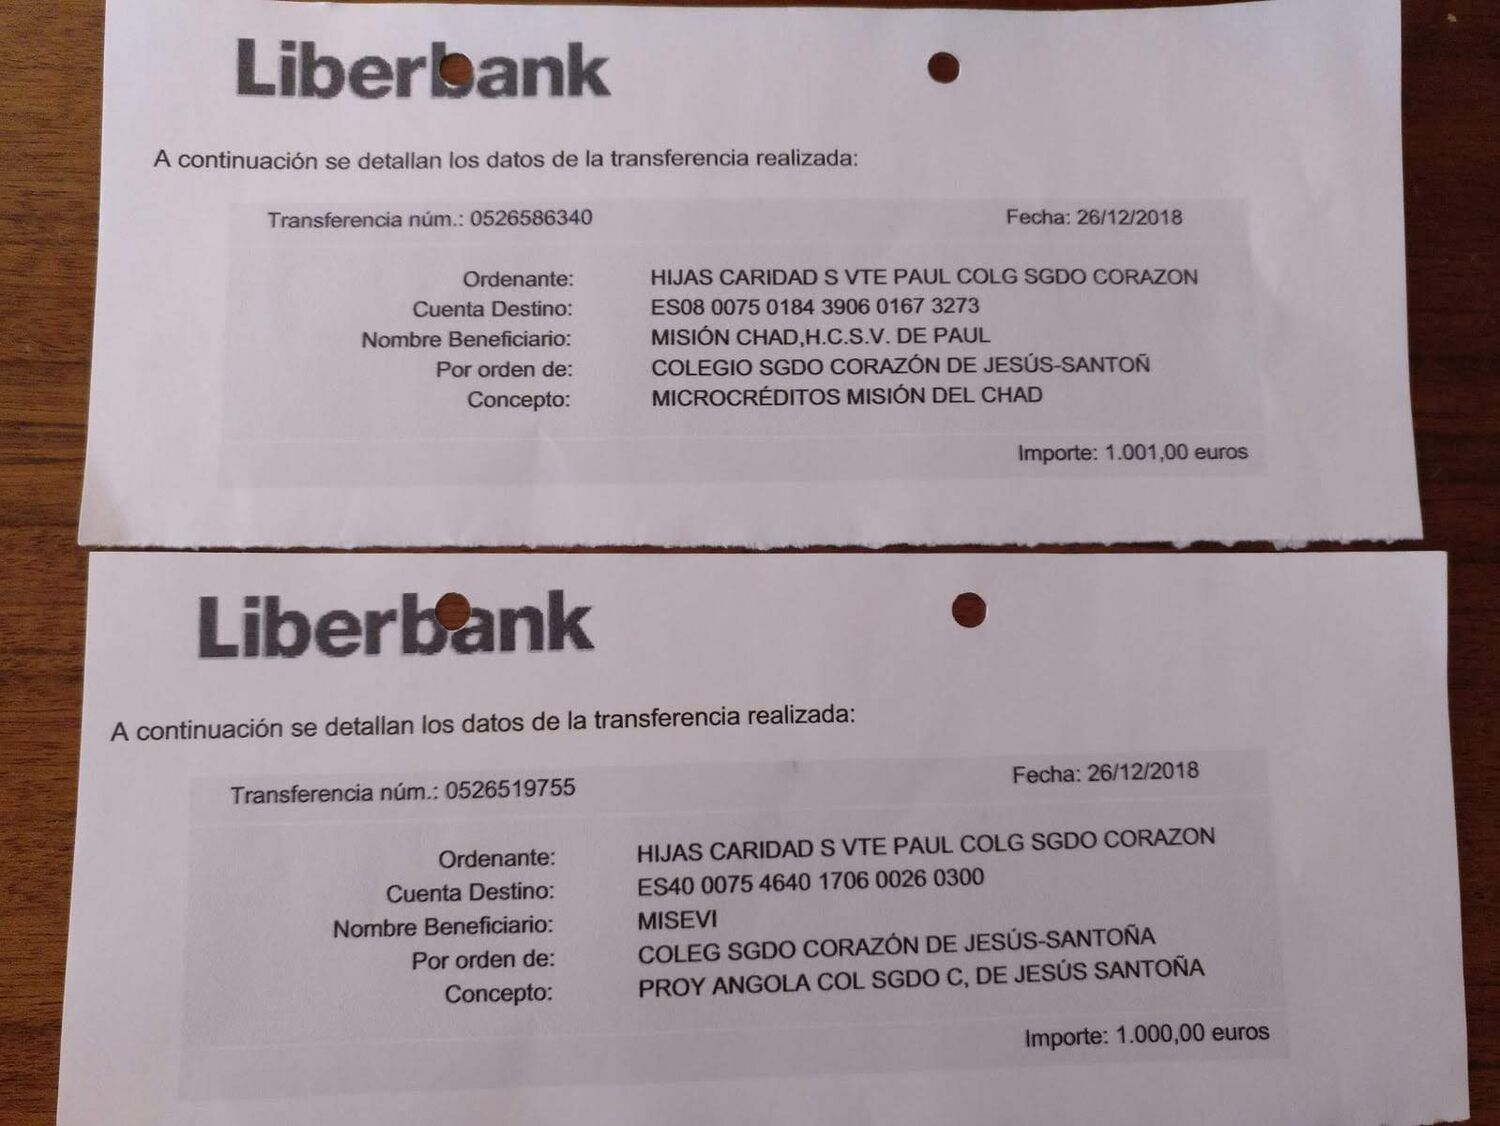 Liberbank
A continuación se detallan los datos de la transferencia realizada:
Transferencia núm.: 0526586340 Fecha: 26/12/2018
Ordenante: HIJAS CARIDAD S VTE PAUL COLG SGDO CORAZON
Cuenta Destino: ES08 0075 0184 3906 0167 3273
Nombre Beneficiario: MISIÓN CHAD,H.C.S.V. DE PAUL
Por orden de: COLEGIO SGDO CORAZÓN DE JESÚS-SANTOÑ
Concepto: MICROCRÉDITOS MISIÓN DEL CHAD
Importe: 1.001,00 euros
Liberbank
A continuación se detallan los datos de la transferencia realizada:
Transferencia núm.: 0526519755 Fecha: 26/12/2018
Ordenante: HIJAS CARIDAD S VTE PAUL COLG SGDO CORAZON
Cuenta Destino: ES40 0075 4640 1706 0026 0300
Nombre Beneficiario: MISEVI
Por orden de: COLEG SGDO CORAZÓN DE JESÚS-SANTOÑA
Concepto: PROY ANGOLA COL SGDO C, DE JESÚS SANTOÑA
Importe: 1.000,00 euros